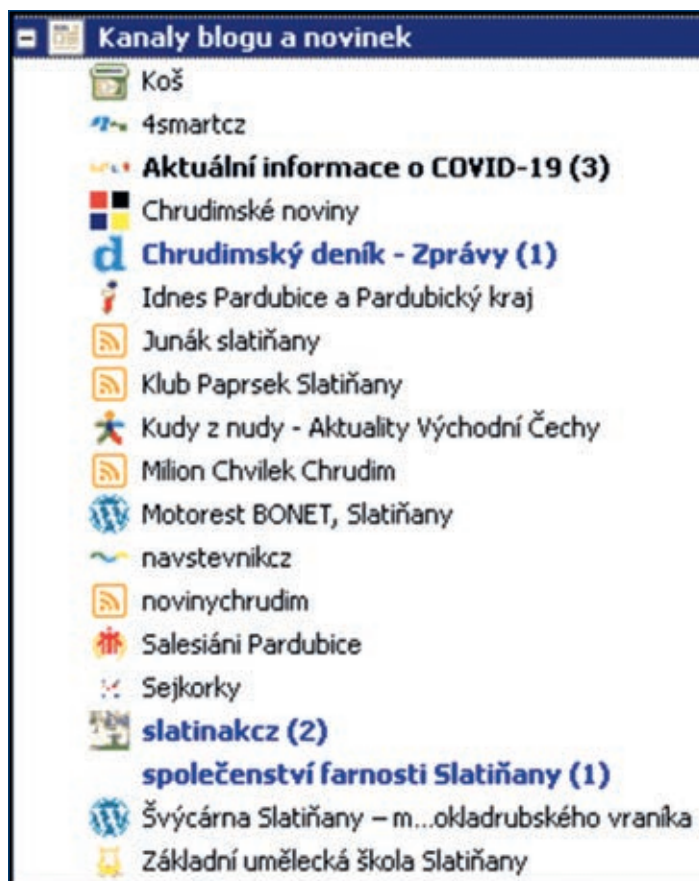 Kanaly blogu a novinek
Koš
4smartcz
Aktuální informace o COVID-19 (3)
Chrudimské noviny
Chrudimský deník - Zprávy (1)
Idnes Pardubice a Pardubický kraj
Junák slatiňany
Klub Paprsek Slatiňany
Kudy z nudy - Aktuality Východní Čechy
Milion Chvilek Chrudim
Motorest BONET, Slatiňany
navstevnikcz
novinychrudim
Salesiáni Pardubice
Sejkorky
slatinakcz (2)
společenství farnosti Slatiňany (1)
Švýcárna Slatiňany – m...okladrubského vraníka
Základní umělecká škola Slatiňany